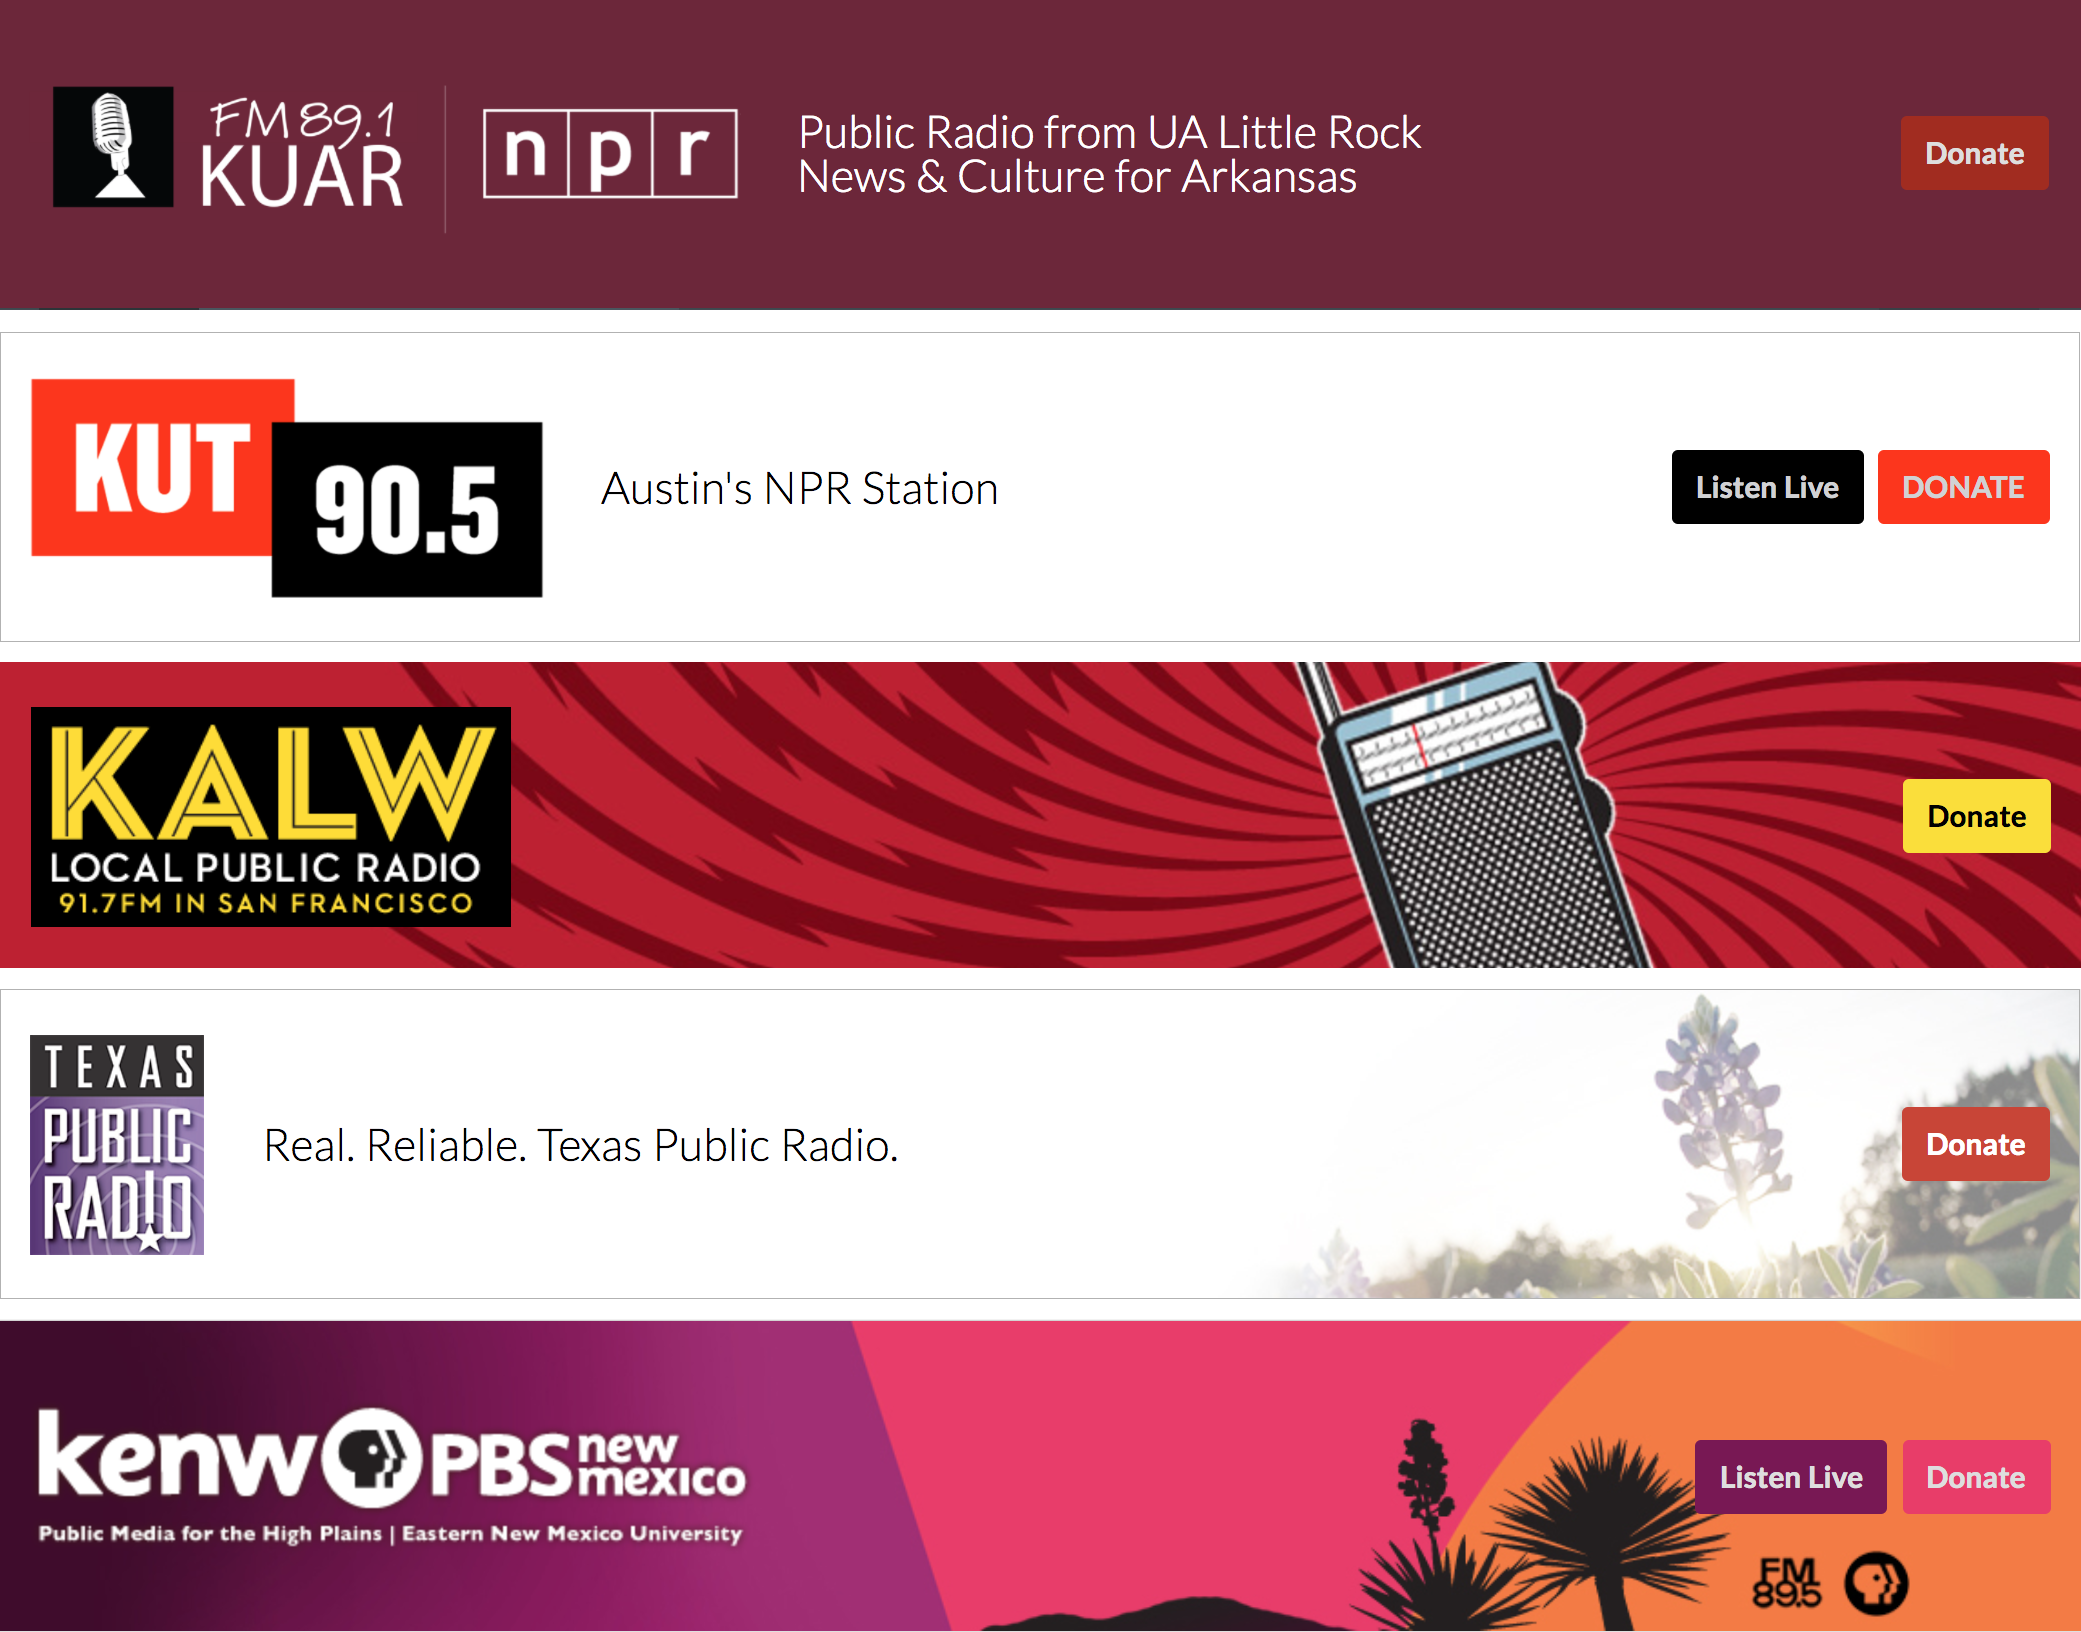 FM 89.1
KUAR
npr
Public Radio from UA Little Rock
News & Culture for Arkansas
Donate
KUT
90.5
Austin's NPR Station
Listen Live
DONATE
KALW
LOCAL PUBLIC RADIO
91.7FM IN SAN FRANCISCO
Donate
TEXAS
PUBLIC
RADIO
Real. Reliable. Texas Public Radio.
Donate
kenw PBS new
mexico
Public Media for the High Plains | Eastern New Mexico University
Listen Live
Donate
FM
89.5